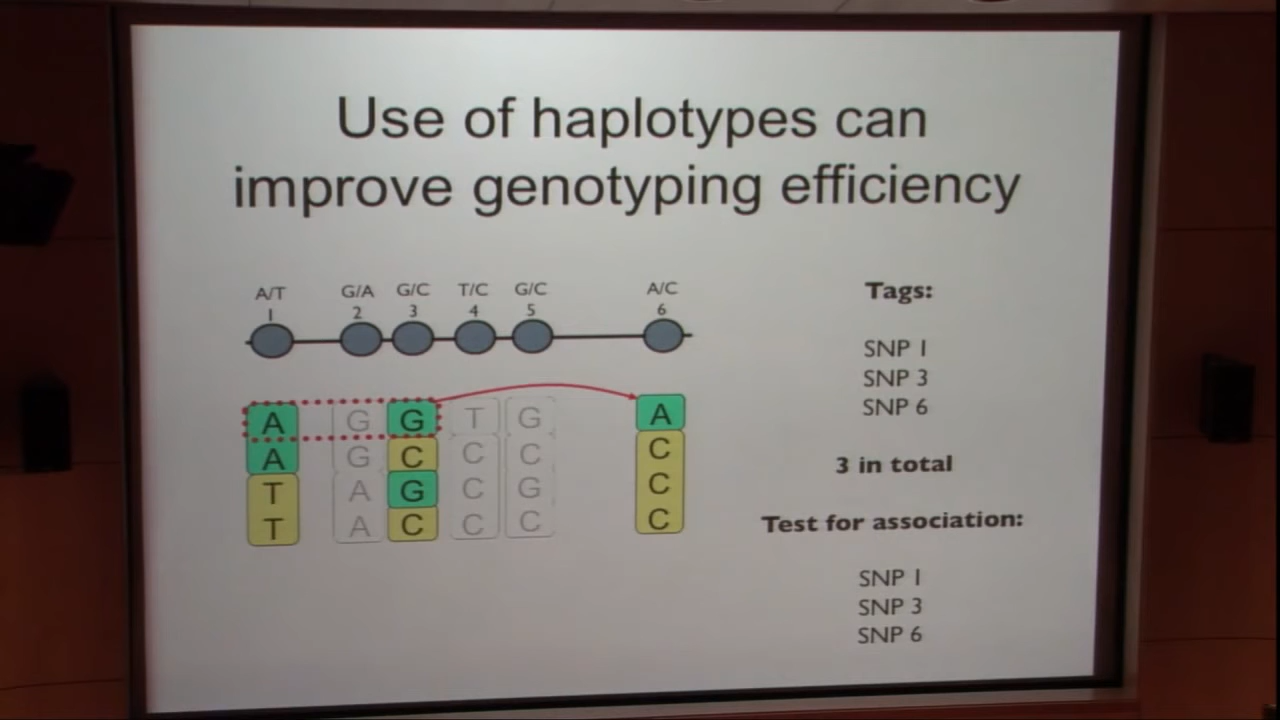 Use of haplotypes can
improve genotyping efficiency
A/T G/A G/C T/C G/C A/C
1 2 3 4 5 6
A G G T G A
A G C C C C
T A G C G C
T A C C C C
Tags:
SNP 1
SNP 3
SNP 6
3 in total
Test for association:
SNP 1
SNP 3
SNP 6